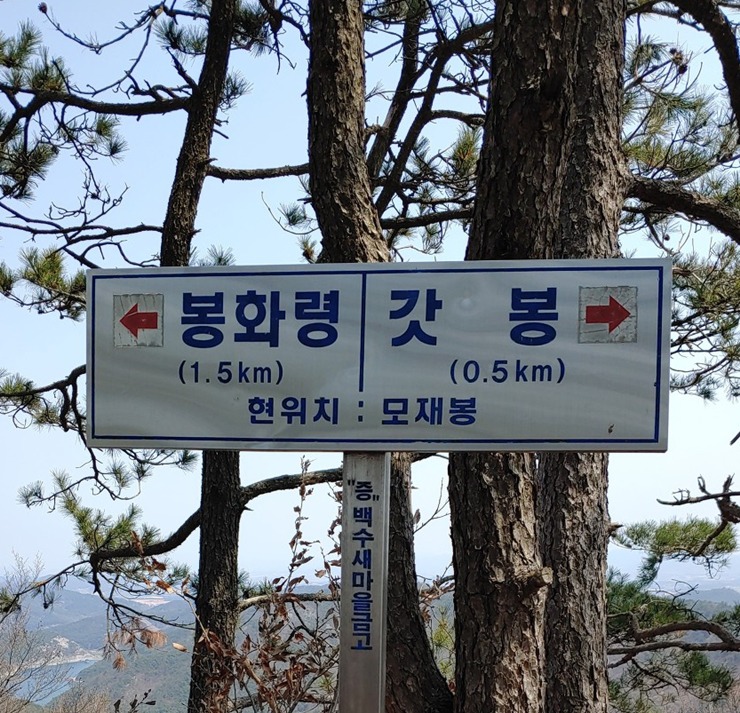 봉화령 갓 봉
(1.5km) (0.5km)
현위치 : 모재봉
"증" 백수새마을금고